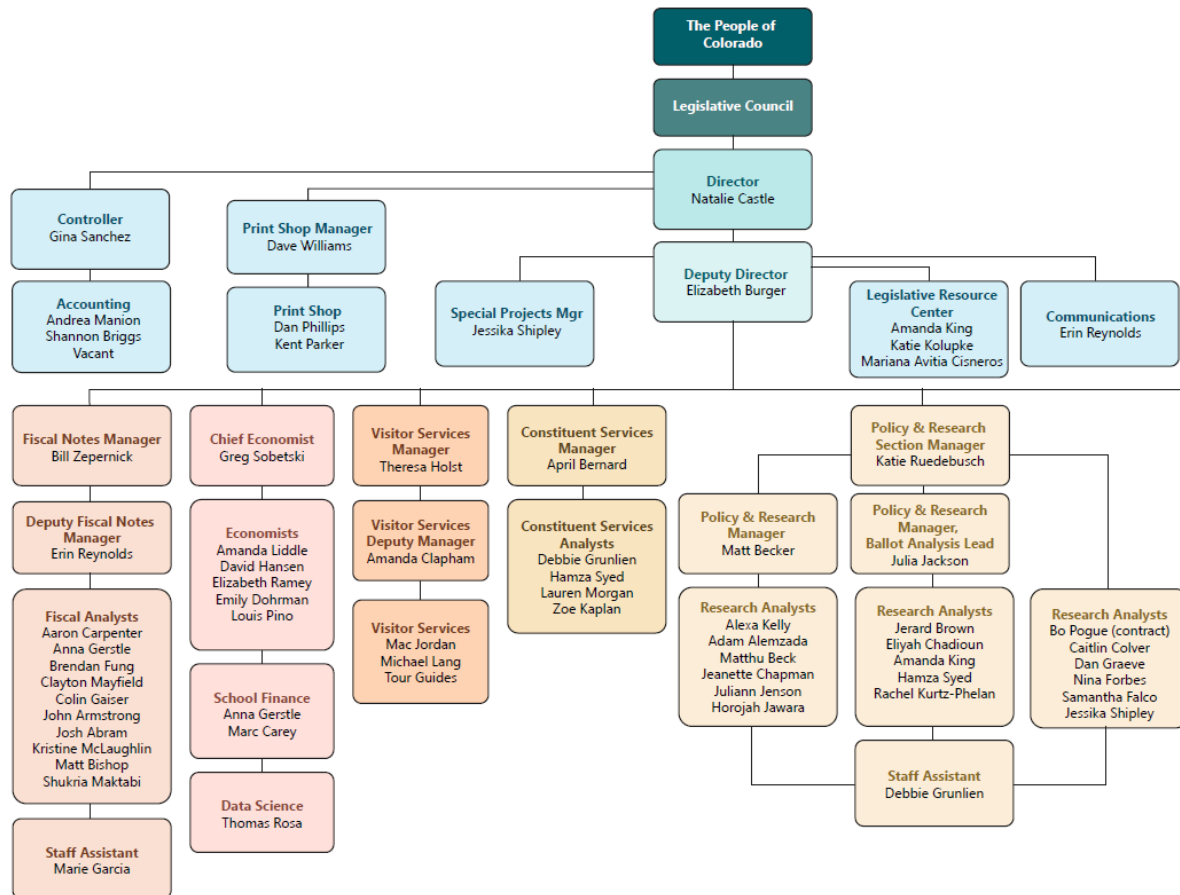 The People of
Colorado
Legislative Council
Director
Natalie Castle
Controller
Gina Sanchez
Print Shop Manager
Dave Williams
Deputy Director
Elizabeth Burger
Accounting
Andrea Manion
Shannon Briggs
Vacant
Print Shop
Dan Phillips
Kent Parker
Special Projects Mgr
Jessika Shipley
Legislative Resource
Center
Amanda King
Katie Kolupke
Mariana Avitia Cisneros
Communications
Erin Reynolds
Fiscal Notes Manager
Bill Zepernick
Chief Economist
Greg Sobetski
Visitor Services
Manager
Theresa Holst
Constituent Services
Manager
April Bernard
Policy & Research
Section Manager
Katie Ruedebusch
Deputy Fiscal Notes
Manager
Erin Reynolds
Economists
Amanda Liddle
David Hansen
Elizabeth Ramey
Emily Dohrman
Louis Pino
Visitor Services
Deputy Manager
Amanda Clapham
Constituent Services
Analysts
Debbie Grunlien
Hamza Syed
Lauren Morgan
Zoe Kaplan
Policy & Research
Manager
Matt Becker
Policy & Research
Manager,
Ballot Analysis Lead
Julia Jackson
Fiscal Analysts
Aaron Carpenter
Anna Gerstle
Brendan Fung
Clayton Mayfield
Colin Gaiser
John Armstrong
Josh Abram
Kristine McLaughlin
Matt Bishop
Shukria Maktabi
School Finance
Anna Gerstle
Marc Carey
Visitor Services
Mac Jordan
Michael Lang
Tour Guides
Research Analysts
Alexa Kelly
Adam Alemzada
Matthu Beck
Jeanette Chapman
Juliann Jenson
Horojah Jawara
Research Analysts
Jerard Brown
Eliyah Chadioun
Amanda King
Hamza Syed
Rachel Kurtz-Phelan
Research Analysts
Bo Pogue (contract)
Caitlin Colver
Dan Graeve
Nina Forbes
Samantha Falco
Jessika Shipley
Data Science
Thomas Rosa
Staff Assistant
Debbie Grunlien
Staff Assistant
Marie Garcia